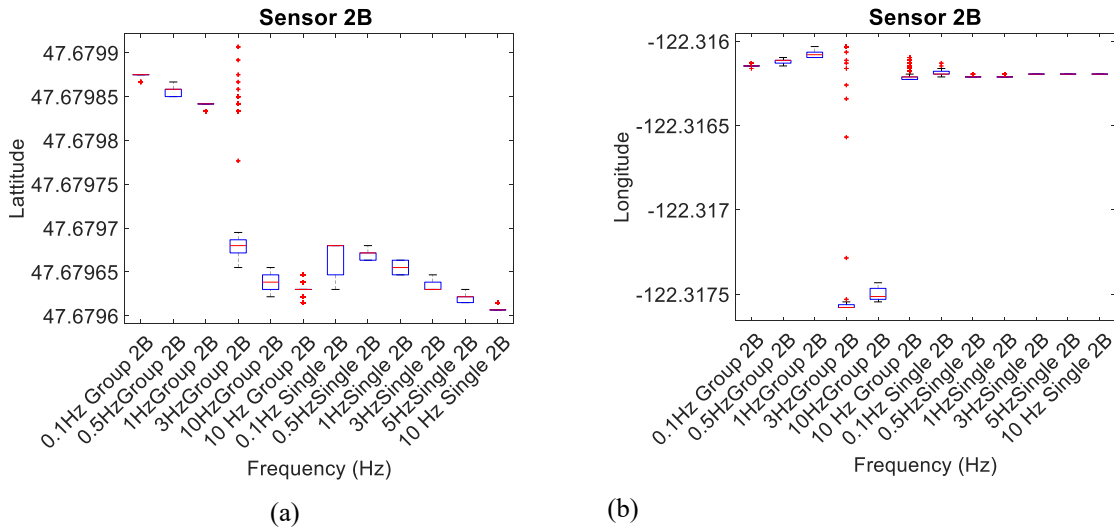 Sensor 2B
47.6799
47.67985
47.6798
47.67975
47.6797
47.67965
47.6796
Lattitude
0.1Hz Group 2B
0.5HzGroup 2B
1HzGroup 2B
3HzGroup 2B
10HzGroup 2B
10 Hz Group 2B
0.1Hz Single 2B
0.5HzSingle 2B
1HzSingle 2B
3HzSingle 2B
5HzSingle 2B
10 Hz Single 2B
Frequency (Hz)
(a)
Sensor 2B
-122.316
-122.3165
-122.317
-122.3175
Longitude
0.1Hz Group 2B
0.5HzGroup 2B
1HzGroup 2B
3HzGroup 2B
10HzGroup 2B
10 Hz Group 2B
0.1Hz Single 2B
0.5HzSingle 2B
1HzSingle 2B
3HzSingle 2B
5HzSingle 2B
10 Hz Single 2B
Frequency (Hz)
(b)